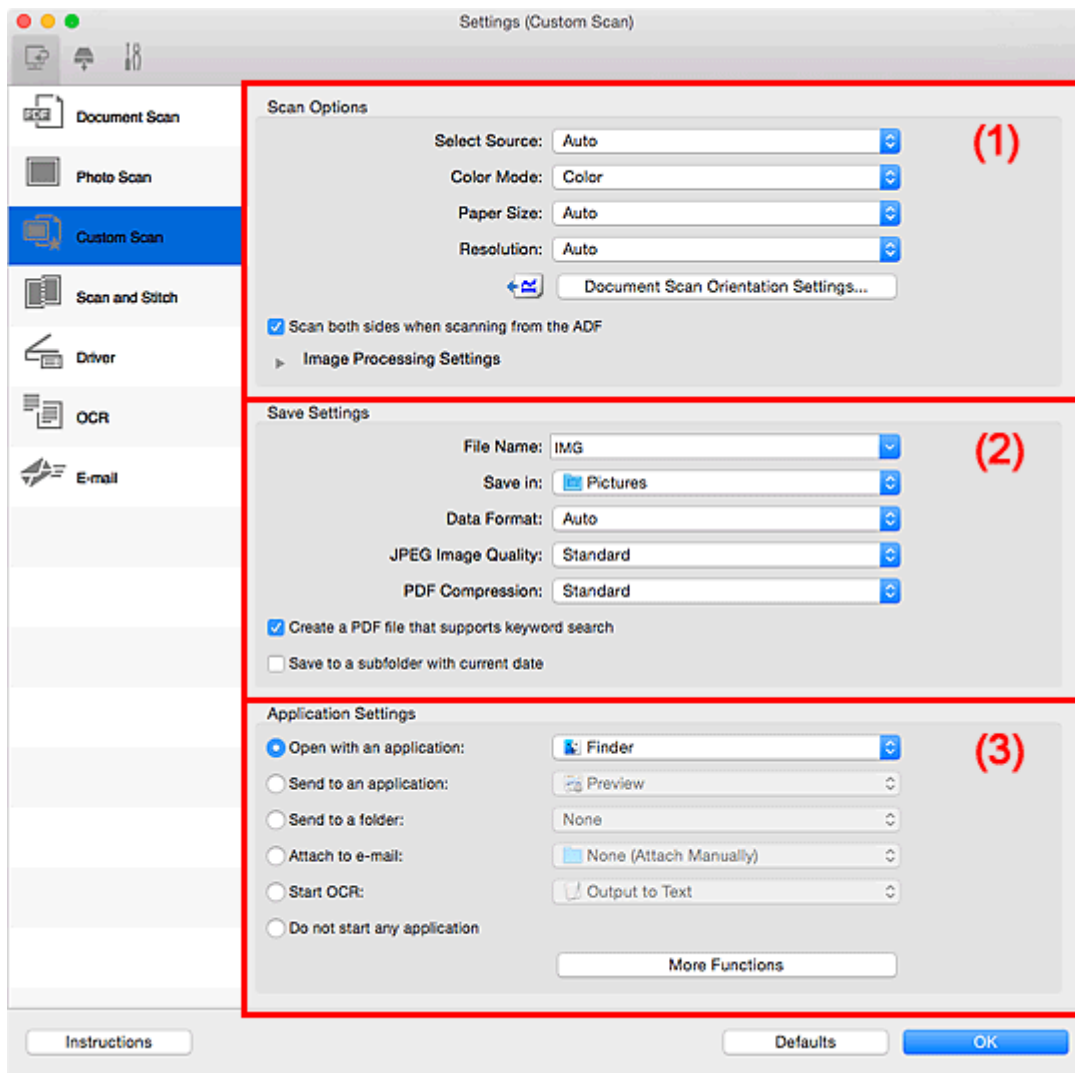 Settings (Custom Scan)
Document Scan
Photo Scan
Custom Scan
Scan and Stitch
Driver
OCR
E-mail
Scan Options
(1)
Select Source: Auto
Color Mode: Color
Paper Size: Auto
Resolution: Auto
Document Scan Orientation Settings...
Scan both sides when scanning from the ADF
Image Processing Settings
Save Settings
(2)
File Name: IMG
Save in: Pictures
Data Format: Auto
JPEG Image Quality: Standard
PDF Compression: Standard
Create a PDF file that supports keyword search
Save to a subfolder with current date
Application Settings
(3)
Open with an application: Finder
Send to an application: Preview
Send to a folder: None
Attach to e-mail: None (Attach Manually)
Start OCR: Output to Text
Do not start any application
More Functions
Instructions
Defaults
OK